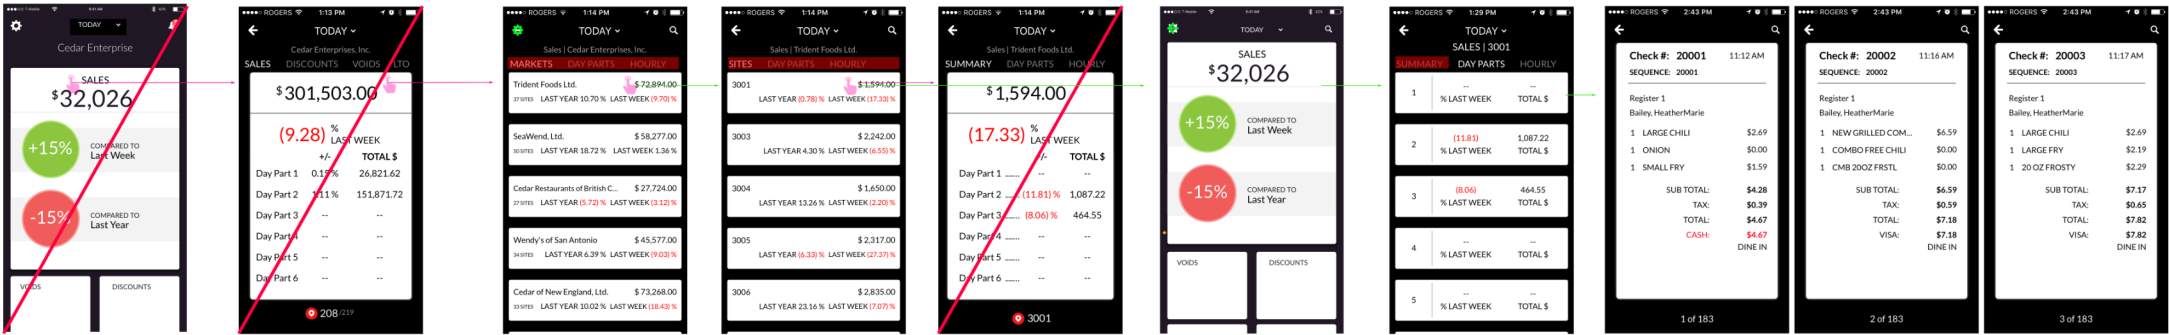 TODAY
Cedar Enterprise
SALES
$32,026
+15%
COMPARED TO
Last Week
-15%
COMPARED TO
Last Year
VOIDS DISCOUNTS
ROGERS 1:13 PM
TODAY
Cedar Enterprises, Inc.
SALES DISCOUNTS VOIDS LTO
$301,503.00
(9.28) %
LAST WEEK
+/- TOTAL $
Day Part 1 0.15% 26,821.62
Day Part 2 1.11% 151,871.72
Day Part 3 -- --
Day Part 4 -- --
Day Part 5 -- --
Day Part 6 -- --
208/219
ROGERS 1:14 PM
TODAY
Sales | Cedar Enterprises, Inc.
MARKETS DAY PARTS HOURLY
Trident Foods Ltd. $72,894.00
37 SITES LAST YEAR 10.70 % LAST WEEK (9.70) %
SeaWend, Ltd. $58,277.00
50 SITES LAST YEAR 18.72 % LAST WEEK 1.36 %
Cedar Restaurants of British C... $27,724.00
27 SITES LAST YEAR (5.72) % LAST WEEK (3.12) %
Wendy's of San Antonio $45,577.00
34 SITES LAST YEAR 6.39 % LAST WEEK (9.03) %
Cedar of New England, Ltd. $73,268.00
33 SITES LAST YEAR 10.02 % LAST WEEK (18.43) %
ROGERS 1:14 PM
TODAY
Sales | Trident Foods Ltd.
SITES DAY PARTS HOURLY
3001 $1,594.00
LAST YEAR (0.78) % LAST WEEK (17.33) %
3003 $2,242.00
LAST YEAR 4.30 % LAST WEEK (6.55) %
3004 $1,650.00
LAST YEAR 13.26 % LAST WEEK (2.20) %
3005 $2,317.00
LAST YEAR (6.33) % LAST WEEK (27.37) %
3006 $2,835.00
LAST YEAR 23.16 % LAST WEEK (7.07) %
ROGERS 1:14 PM
TODAY
Sales | Trident Foods Ltd.
SUMMARY DAY PARTS HOURLY
$1,594.00
(17.33) %
LAST WEEK
+/- TOTAL $
Day Part 1 ...... -- --
Day Part 2 ...... (11.81) % 1,087.22
Day Part 3 ...... (8.06) % 464.55
Day Part 4 ...... -- --
Day Part 5 ...... -- --
Day Part 6 ...... -- --
3001
TODAY
SALES
$32,026
+15%
COMPARED TO
Last Week
-15%
COMPARED TO
Last Year
VOIDS DISCOUNTS
ROGERS 1:29 PM
TODAY
SALES | 3001
SUMMARY DAY PARTS HOURLY
1 -- --
% LAST WEEK TOTAL $
2 (11.81) 1,087.22
% LAST WEEK TOTAL $
3 (8.06) 464.55
% LAST WEEK TOTAL $
4 -- --
% LAST WEEK TOTAL $
5 -- --
% LAST WEEK TOTAL $
ROGERS 2:43 PM
Check #: 20001 11:12 AM
SEQUENCE: 20001
Register 1
Bailey, HeatherMarie
1 LARGE CHILI $2.69
1 ONION $0.00
1 SMALL FRY $1.59
SUB TOTAL: $4.28
TAX: $0.39
TOTAL: $4.67
CASH: $4.67
DINE IN
1 of 183
ROGERS 2:43 PM
Check #: 20002 11:16 AM
SEQUENCE: 20002
Register 1
Bailey, HeatherMarie
1 NEW GRILLED COM... $6.59
1 COMBO FREE CHILI $0.00
1 CMB 20OZ FRSTL $0.00
SUB TOTAL: $6.59
TAX: $0.59
TOTAL: $7.18
VISA: $7.18
DINE IN
2 of 183
ROGERS 2:43 PM
Check #: 20003 11:17 AM
SEQUENCE: 20003
Register 1
Bailey, HeatherMarie
1 LARGE CHILI $2.69
1 LARGE FRY $2.19
1 20 OZ FROSTY $2.29
SUB TOTAL: $7.17
TAX: $0.65
TOTAL: $7.82
VISA: $7.82
DINE IN
3 of 183